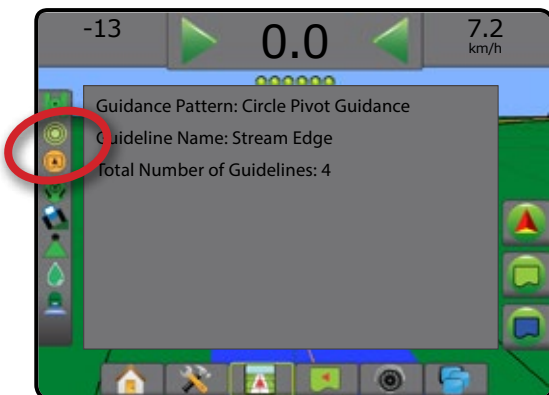 -13
0.0
7.2
km/h
Guidance Pattern: Circle Pivot Guidance
Guideline Name: Stream Edge
Total Number of Guidelines: 4